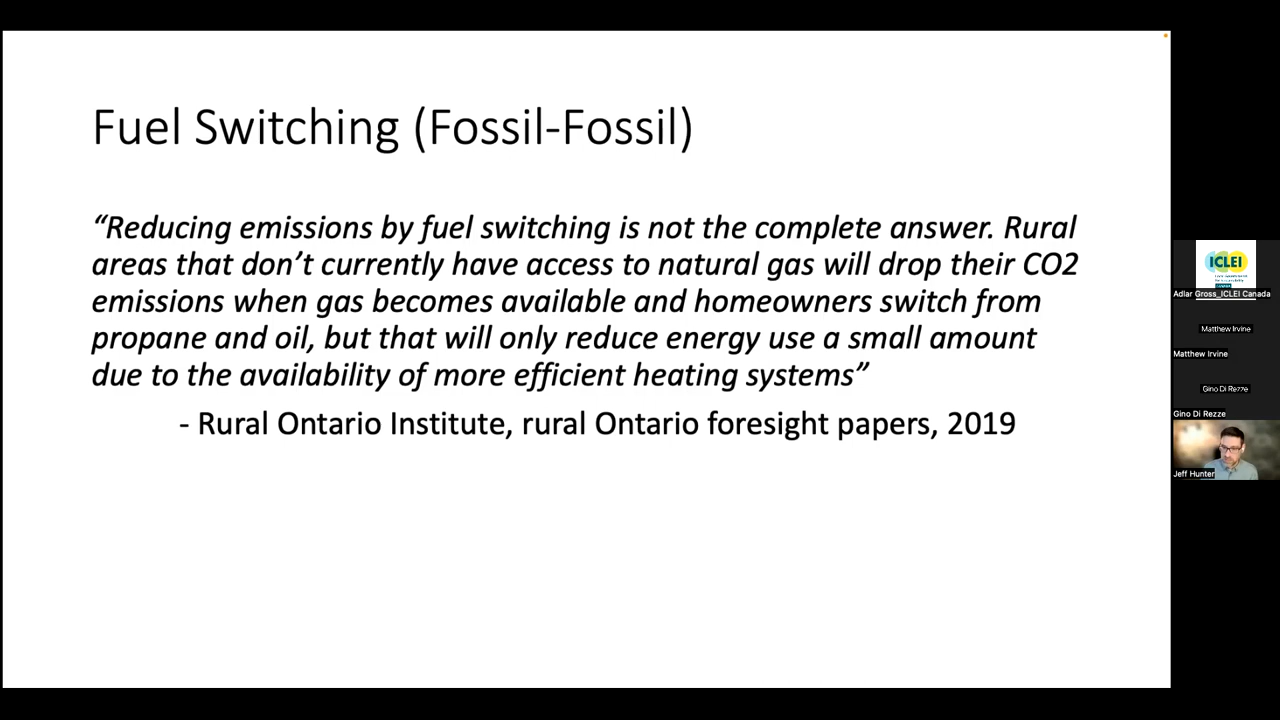 Fuel Switching (Fossil-Fossil)
“Reducing emissions by fuel switching is not the complete answer. Rural
areas that don’t currently have access to natural gas will drop their CO2
emissions when gas becomes available and homeowners switch from
propane and oil, but that will only reduce energy use a small amount
due to the availability of more efficient heating systems”
- Rural Ontario Institute, rural Ontario foresight papers, 2019
ICLEI
Adlar Gross_ICLEI Canada
Matthew Irvine
Matthew Irvine
Gino Di Rezze
Gino Di Rezze
Jeff Hunter